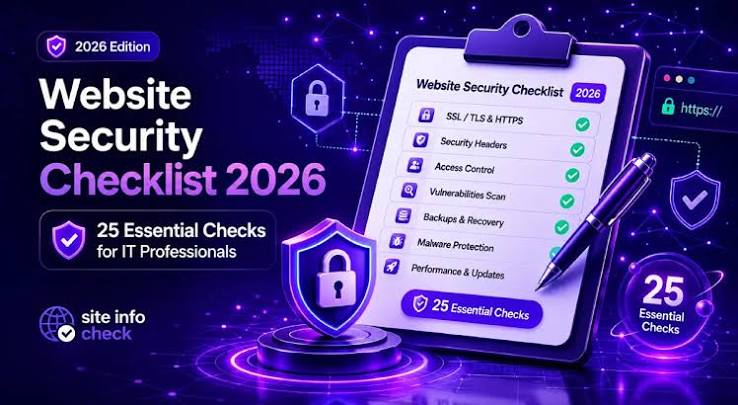 2026 Edition
Website
Security
Checklist 2026
25 Essential Checks
for IT Professionals
site info
check
Website Security Checklist 2026
SSL / TLS & HTTPS
Security Headers
Access Control
Vulnerabilities Scan
Backups & Recovery
Malware Protection
Performance & Updates
25 Essential Checks
https://
25
Essential
Checks